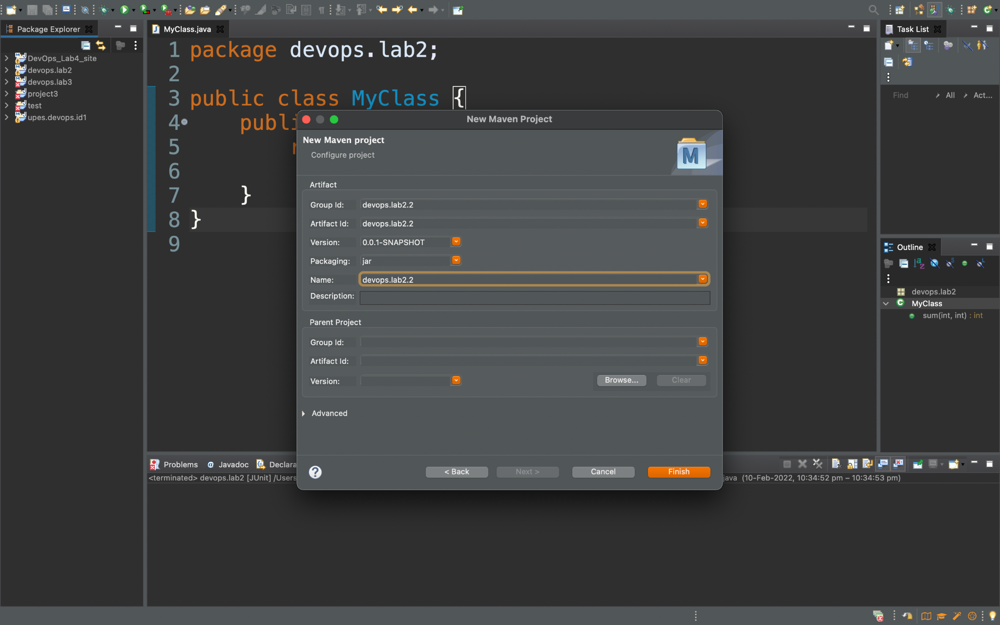 Package Explorer
DevOps_Lab4_site
devops.lab2
devops.lab3
project3
test
upes.devops.id1
MyClass.java
1 package devops.lab2;
2
3 public class MyClass {
4 publi
5
6
7 }
8 }
9
New Maven Project
New Maven project
Configure project
M
Artifact
Group Id: devops.lab2.2
Artifact Id: devops.lab2.2
Version: 0.0.1-SNAPSHOT
Packaging: jar
Name: devops.lab2.2
Description:
Parent Project
Group Id:
Artifact Id:
Version:
Browse... Clear
Advanced
? < Back Next > Cancel Finish
Task List
Find All Act...
Outline
devops.lab2
MyClass
sum(int, int) : int
Problems @ Javadoc Declara
<terminated> devops.lab2 [JUnit] /Users java (10-Feb-2022, 10:34:52 pm – 10:34:53 pm)